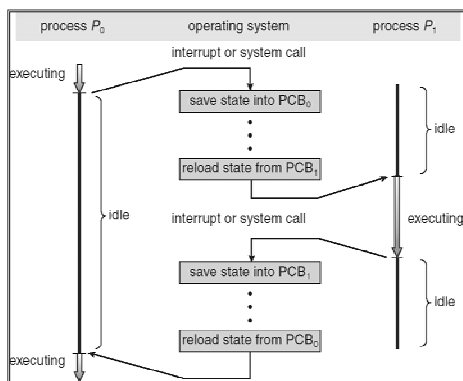 process P₀ operating system process P₁
interrupt or system call
executing
save state into PCB₀
idle
reload state from PCB₁
idle
interrupt or system call
executing
save state into PCB₁
idle
reload state from PCB₀
executing